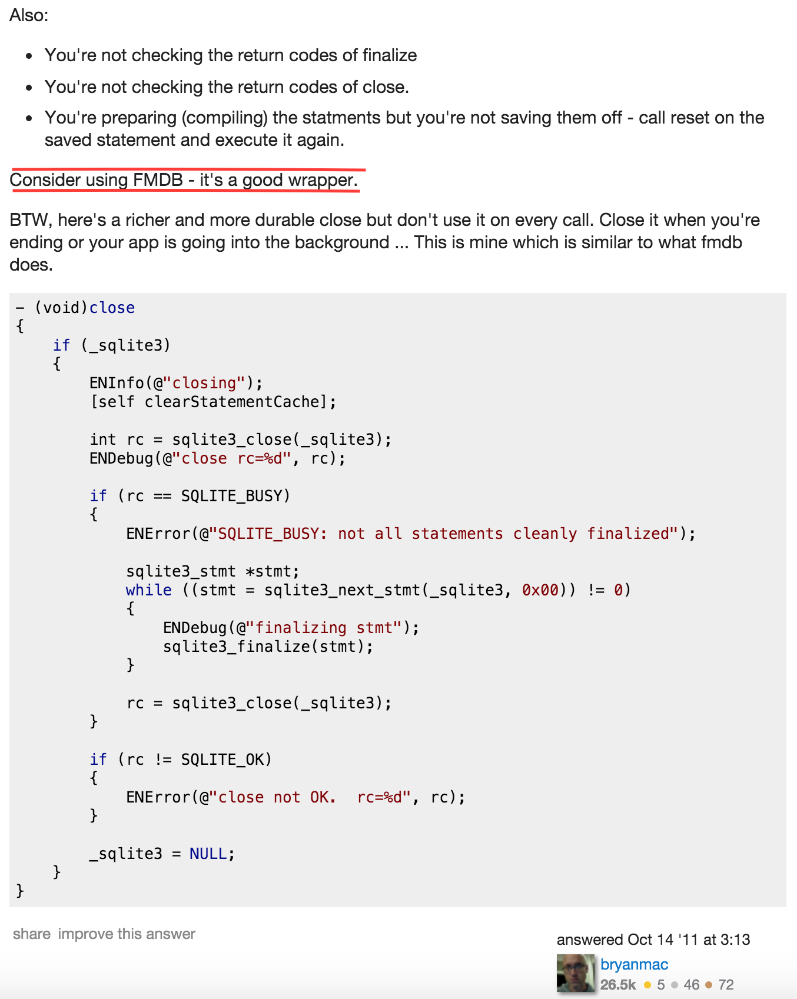 Also:
• You're not checking the return codes of finalize
• You're not checking the return codes of close.
• You're preparing (compiling) the statments but you're not saving them off - call reset on the
saved statement and execute it again.
Consider using FMDB - it's a good wrapper.
BTW, here's a richer and more durable close but don't use it on every call. Close it when you're
ending or your app is going into the background ... This is mine which is similar to what fmdb
does.
- (void)close
{
    if (_sqlite3)
    {
        ENInfo(@"closing");
        [self clearStatementCache];

        int rc = sqlite3_close(_sqlite3);
        ENDebug(@"close rc=%d", rc);

        if (rc == SQLITE_BUSY)
        {
            ENError(@"SQLITE_BUSY: not all statements cleanly finalized");

            sqlite3_stmt *stmt;
            while ((stmt = sqlite3_next_stmt(_sqlite3, 0x00)) != 0)
            {
                ENDebug(@"finalizing stmt");
                sqlite3_finalize(stmt);
            }

            rc = sqlite3_close(_sqlite3);
        }

        if (rc != SQLITE_OK)
        {
            ENError(@"close not OK.  rc=%d", rc);
        }

        _sqlite3 = NULL;
    }
}
share improve this answer
answered Oct 14 '11 at 3:13
bryanmac
26.5k ● 5 ● 46 ● 72